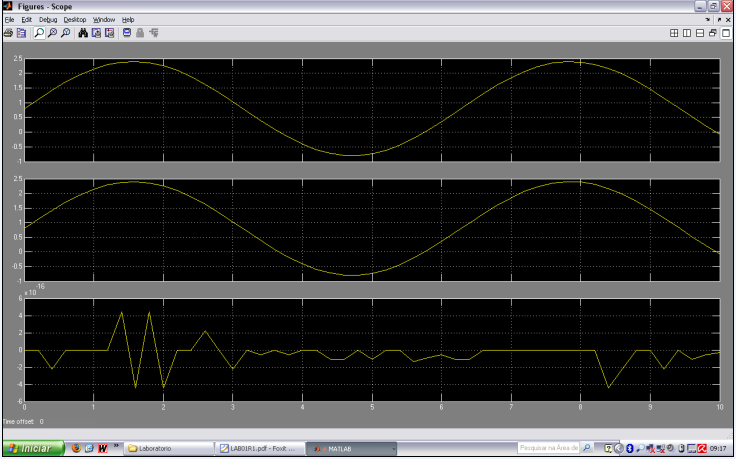 Figures - Scope
File Edit Debug Desktop Window Help
2.5
2
1.5
1
0.5
0
-0.5
-1
2.5
2
1.5
1
0.5
0
-0.5
-1
x 10 -16
6
4
2
0
-2
-4
-6
0 1 2 3 4 5 6 7 8 9 10
Time offset: 0
Iniciar
W
»
Laboratorio
LAB01R1.pdf - Foxit ...
MATLAB
Pesquisar na Área de
09:17